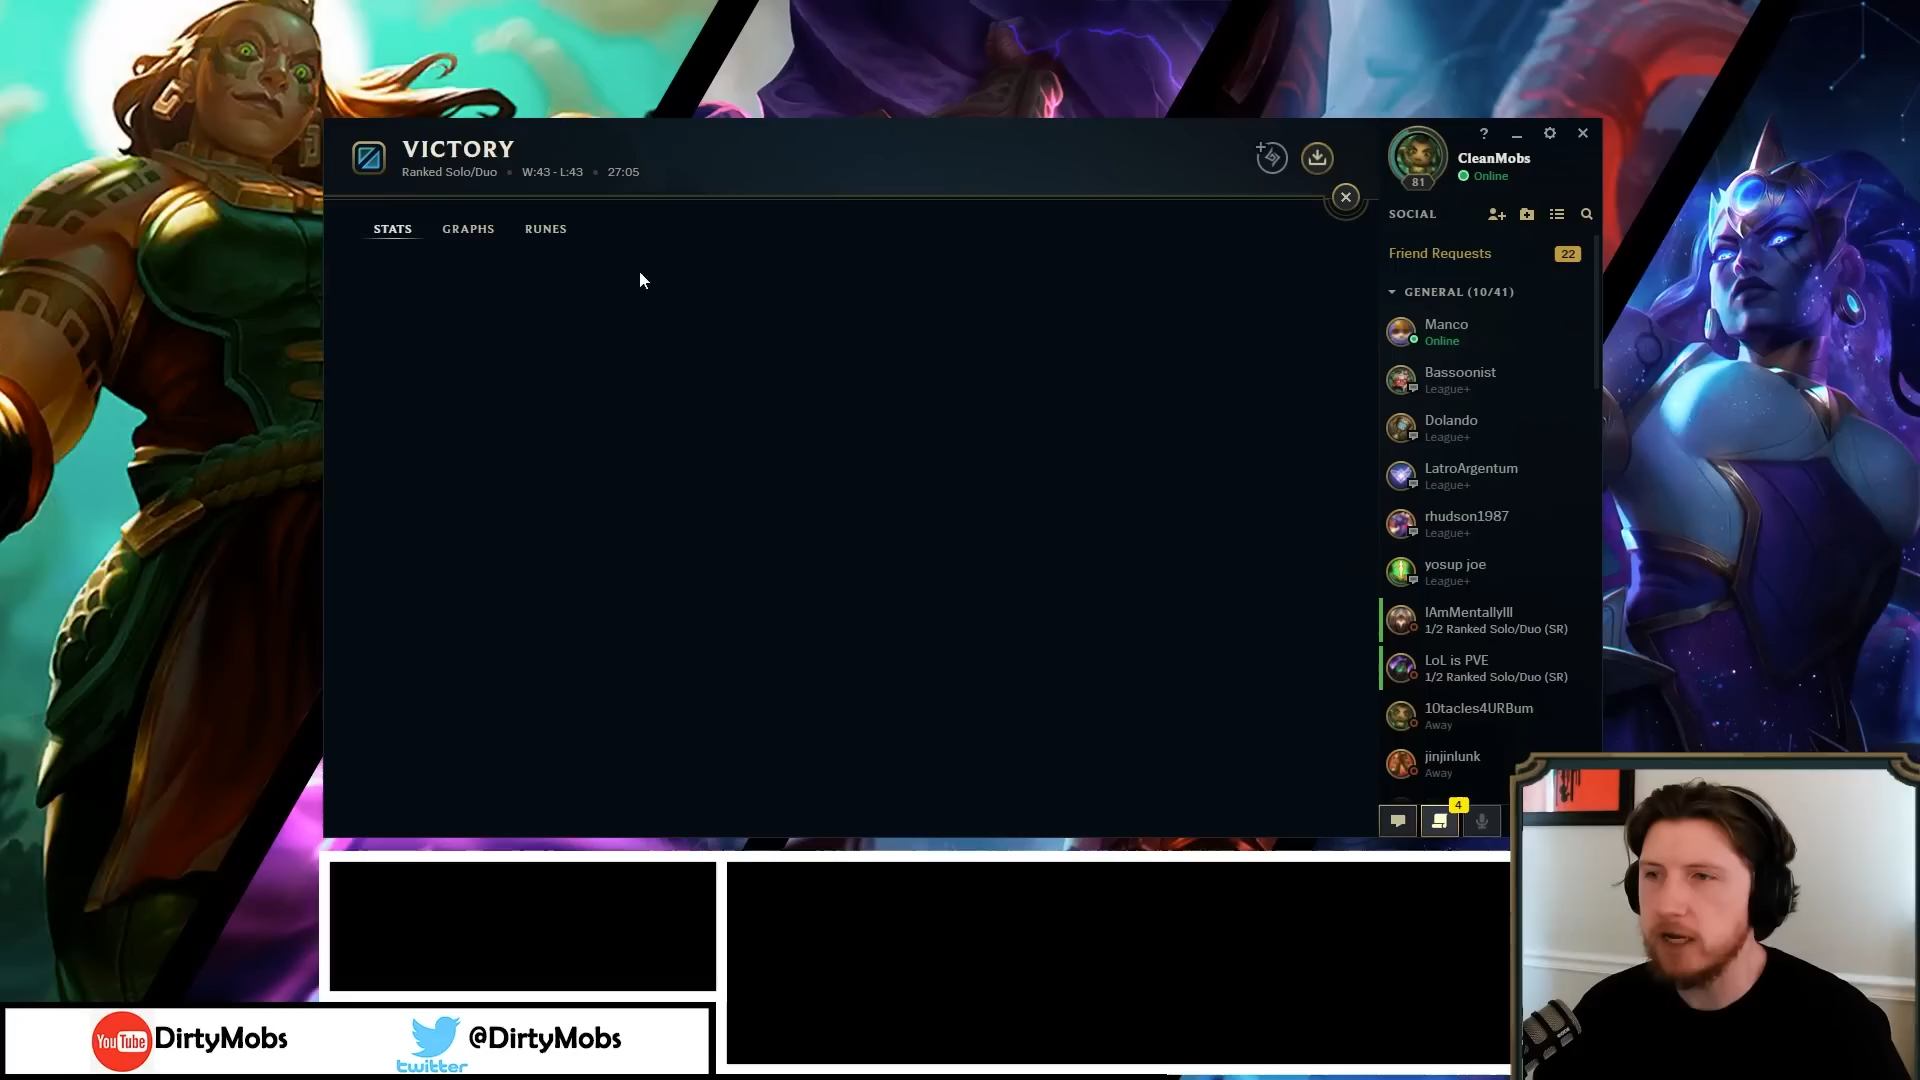 VICTORY
Ranked Solo/Duo • W:43 - L:43 • 27:05
STATS
GRAPHS
RUNES
?
CleanMobs
Online
81
SOCIAL
Friend Requests
22
GENERAL (10/41)
Manco
Online
Bassoonist
League+
Dolando
League+
LatroArgentum
League+
rhudson1987
League+
yosup joe
League+
IAmMentallyIll
1/2 Ranked Solo/Duo (SR)
LoL is PVE
1/2 Ranked Solo/Duo (SR)
10tacles4URBum
Away
jinjinlunk
Away
4
YouTube DirtyMobs
twitter @DirtyMobs